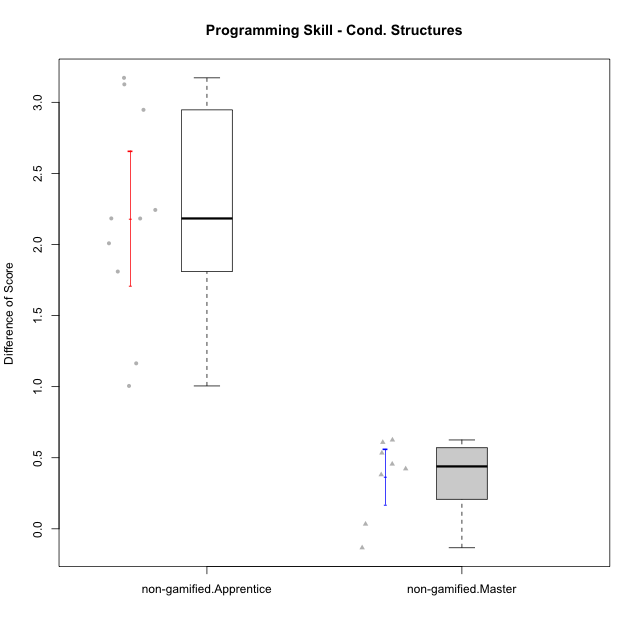 Programming Skill - Cond. Structures
Difference of Score
3.0
2.5
2.0
1.5
1.0
0.5
0.0
non-gamified.Apprentice
non-gamified.Master